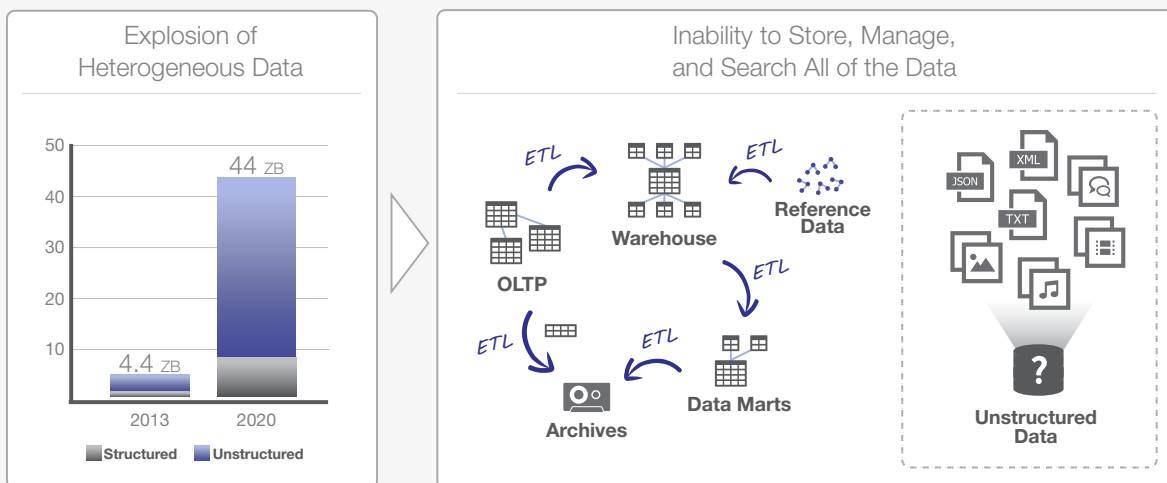 Explosion of
Heterogeneous Data
50
40
30
20
10
44 ZB
4.4 ZB
2013
2020
Structured
Unstructured
Inability to Store, Manage,
and Search All of the Data
ETL
ETL
Warehouse
Reference
Data
OLTP
ETL
ETL
ETL
Data Marts
Archives
JSON
XML
TXT
?
Unstructured
Data